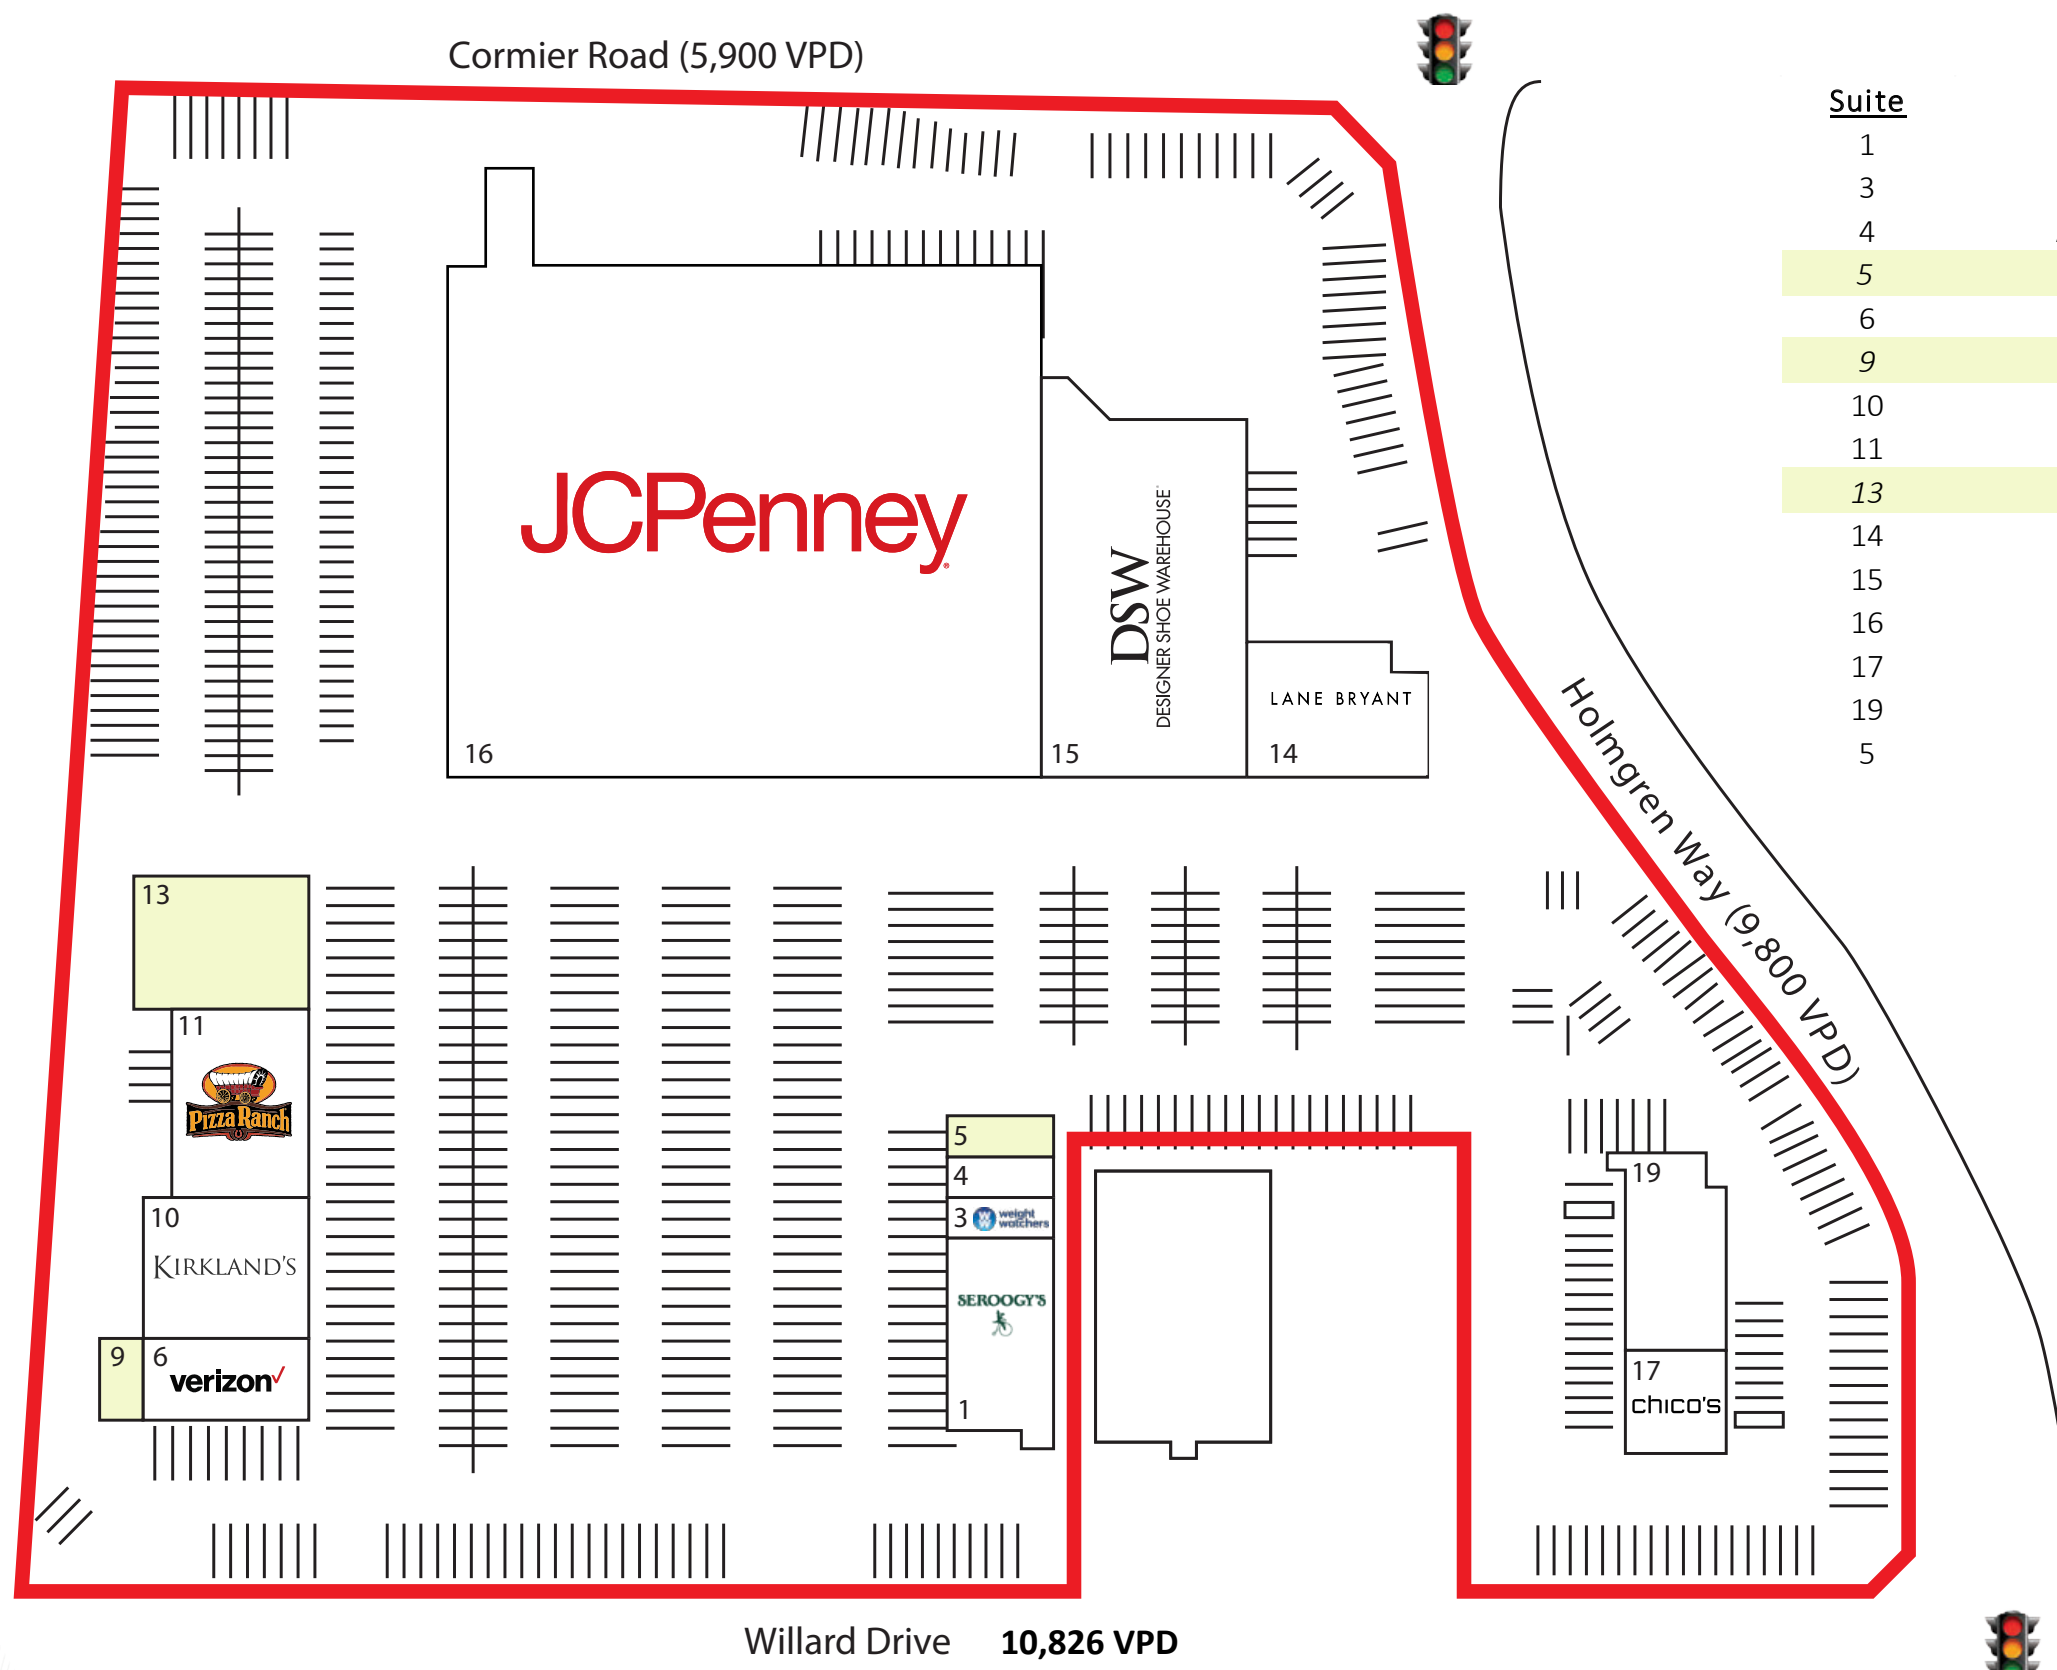 Cormier Road (5,900 VPD)
Suite
1
3
4
5
6
9
10
11
13
14
15
16
17
19
5
JCPenney
DSW
DESIGNER SHOE WAREHOUSE
LANE BRYANT
16
15
14
Holmgren Way (9,800 VPD)
13
11
Pizza Ranch
10
KIRKLAND'S
9
6
verizon
5
4
3
weight
watchers
SEROOGY'S
1
19
17
chico's
Willard Drive 10,826 VPD